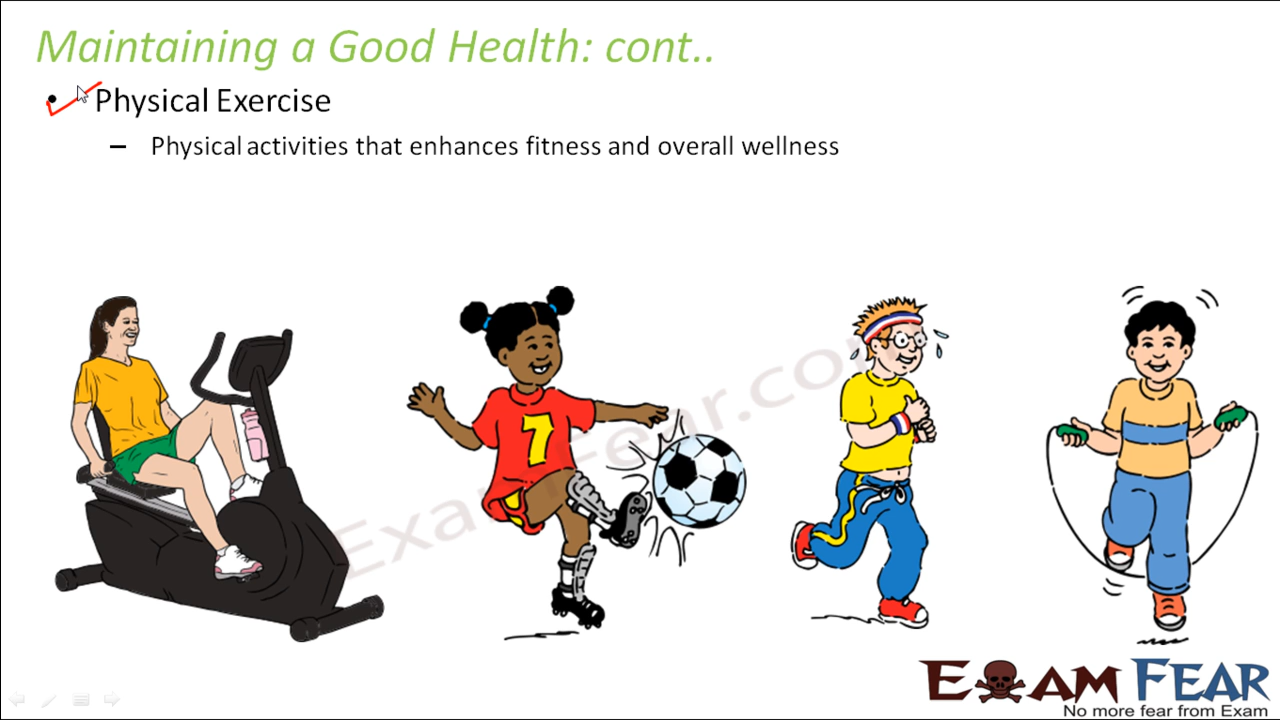 Maintaining a Good Health: cont..
• Physical Exercise
– Physical activities that enhances fitness and overall wellness
7
ExamFear.com
EXAM FEAR
No more fear from Exam